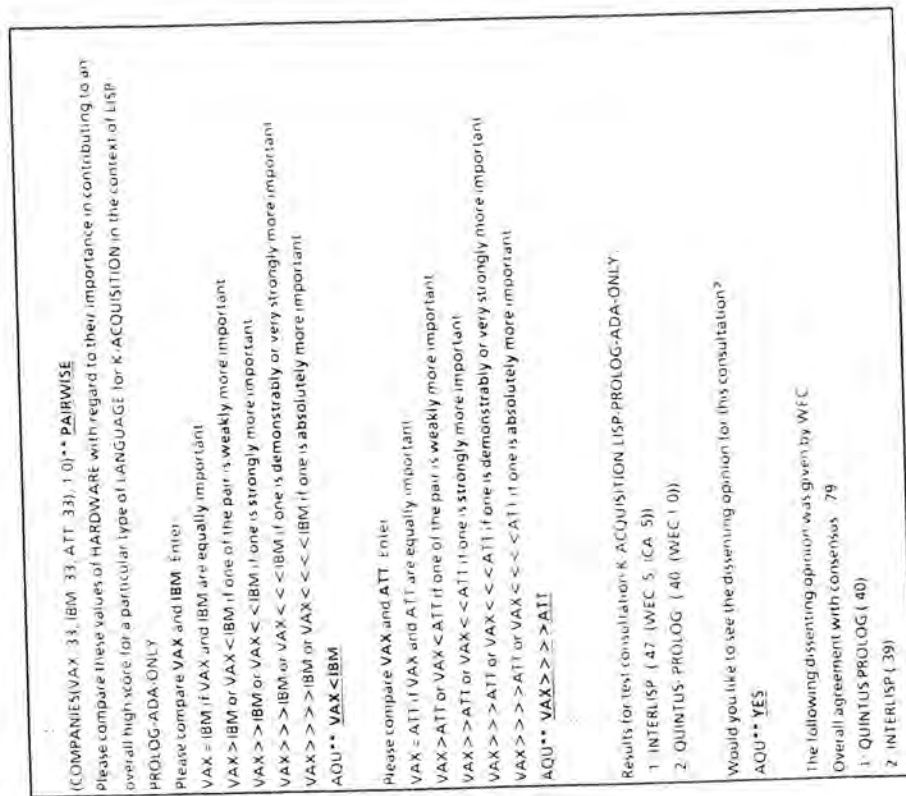 (COMPANIES(VAX .33, IBM .33, ATT .33), 1.0)** PAIRWISE
Please compare these values of HARDWARE with regard to their importance in contributing to an
overall high score for a particular type of LANGUAGE for K-ACQUISITION in the context of LISP
PROLOG-ADA-ONLY
Please compare VAX and IBM. Enter
VAX = IBM if VAX and IBM are equally important
VAX > IBM or VAX < IBM if one of the pair is weakly more important
VAX > > IBM or VAX < < IBM if one is strongly more important
VAX > > > IBM or VAX < < < IBM if one is demonstrably or very strongly more important
VAX > > > > IBM or VAX < < < < IBM if one is absolutely more important
AQU** VAX < IBM
Please compare VAX and ATT. Enter
VAX = ATT if VAX and ATT are equally important
VAX > ATT or VAX < ATT if one of the pair is weakly more important
VAX > > ATT or VAX < < ATT if one is strongly more important
VAX > > > ATT or VAX < < < ATT if one is demonstrably or very strongly more important
VAX > > > > ATT or VAX < < < < ATT if one is absolutely more important
AQU** VAX > > > ATT
Results for test consultation K-ACQUISITION LISP-PROLOG-ADA-ONLY:
1: INTERLISP (.47 (WEC .5, ICA .5))
2: QUINTUS-PROLOG (.40 (WEC 1.0)).
Would you like to see the dissenting opinion for this consultation?
AQU** YES
The following dissenting opinion was given by WEC
Overall agreement with consensus .79
1: QUINTUS PROLOG (.40)
2: INTERLISP (.39)